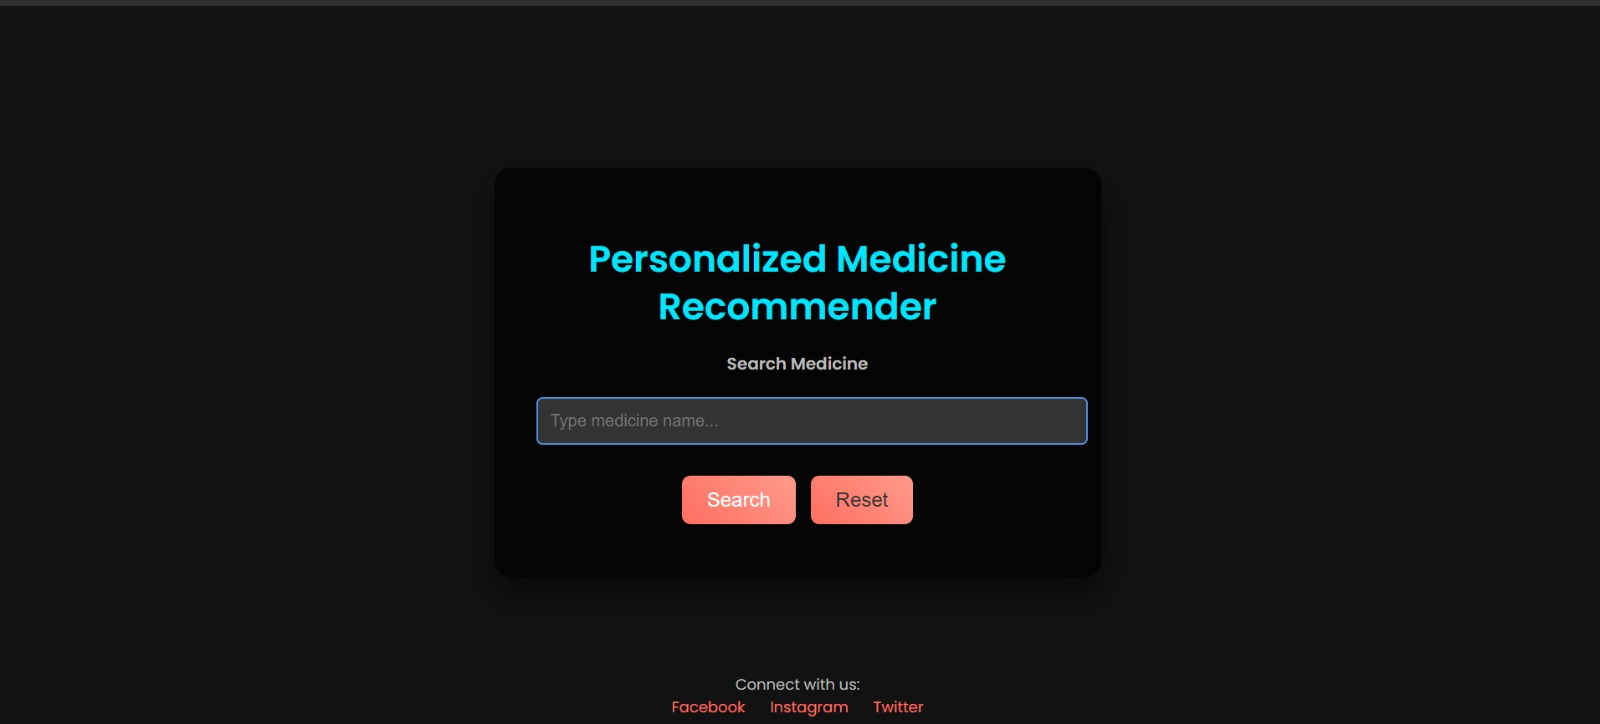 Personalized Medicine
Recommender
Search Medicine
Type medicine name...
Search Reset
Connect with us:
Facebook Instagram Twitter